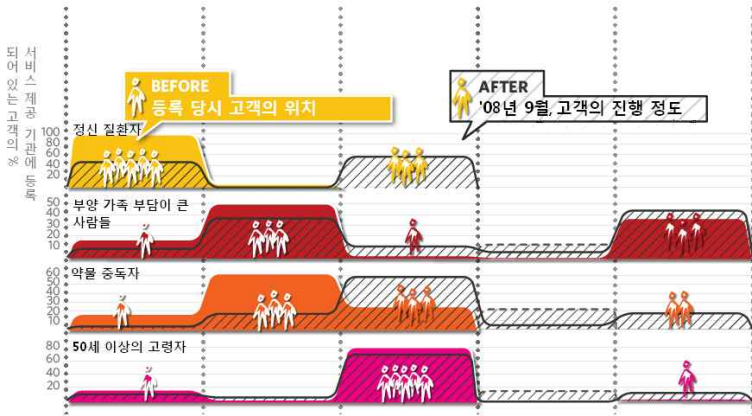 서비스 제공 기관에 등록
되어 있는 고객의 %
BEFORE
등록 당시 고객의 위치
AFTER
'08년 9월, 고객의 진행 정도
정신 질환자
100
80
60
40
20
부양 가족 부담이 큰
사람들
50
40
30
20
10
약물 중독자
60
50
40
30
20
10
50세 이상의 고령자
80
60
40
20